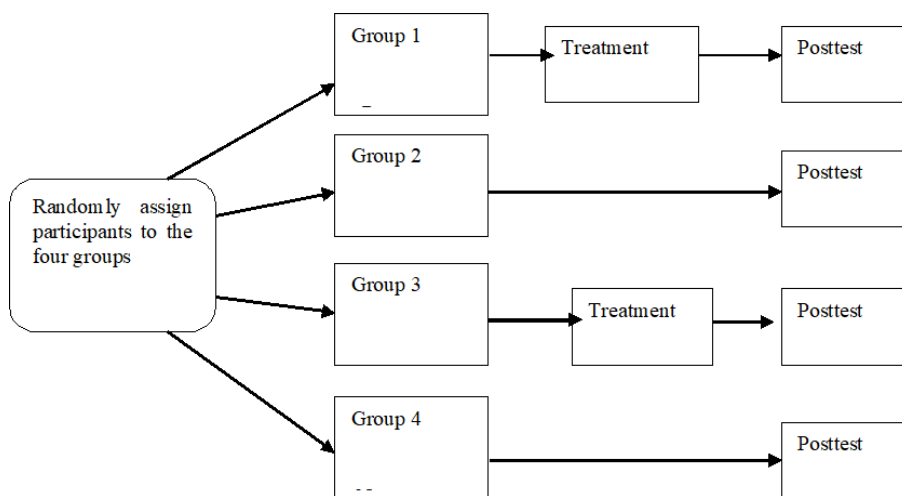 Group 1
Treatment
Posttest
Group 2
Posttest
Randomly assign
participants to the
four groups
Group 3
Treatment
Posttest
Group 4
Posttest